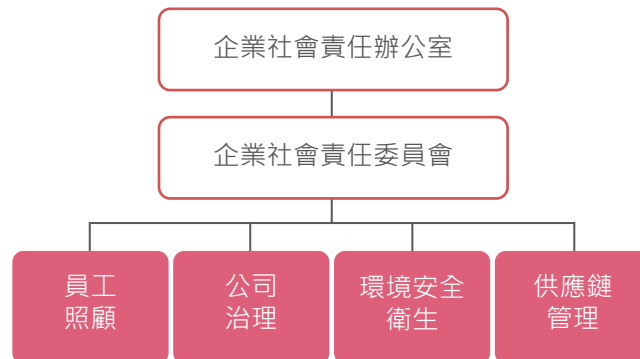 企業社會責任辦公室
企業社會責任委員會
員工
照顧
公司
治理
環境安全
衛生
供應鏈
管理